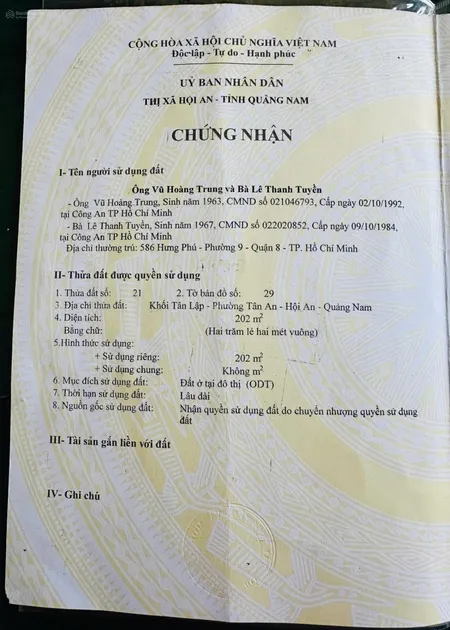 CỘNG HÒA XÃ HỘI CHỦ NGHĨA VIỆT NAM
Độc lập - Tự do - Hạnh phúc
UỶ BAN NHÂN DÂN
THỊ XÃ HỘI AN - TỈNH QUẢNG NAM
CHỨNG NHẬN
I- Tên người sử dụng đất
Ông Vũ Hoàng Trung và Bà Lê Thanh Tuyền
- Ông Vũ Hoàng Trung, Sinh năm 1963, CMND số 021046793, Cấp ngày 02/10/1992,
tại Công An TP Hồ Chí Minh
- Bà Lê Thanh Tuyền, Sinh năm 1967, CMND số 022020852, Cấp ngày 09/10/1984,
tại Công An TP Hồ Chí Minh
Địa chỉ thường trú: 586 Hưng Phú - Phường 9 - Quận 8 - TP. Hồ Chí Minh
II- Thửa đất được quyền sử dụng
1. Thửa đất số: 21 2. Tờ bản đồ số: 29
3. Địa chỉ thửa đất: Khối Tân Lập - Phường Tân An - Hội An - Quảng Nam
4. Diện tích: 202 m²
Bằng chữ: (Hai trăm lẻ hai mét vuông)
5.Hình thức sử dụng:
+ Sử dụng riêng: 202 m²
+ Sử dụng chung: Không m²
6. Mục đích sử dụng đất: Đất ở tại đô thị (ODT)
7. Thời hạn sử dụng đất: Lâu dài
8. Nguồn gốc sử dụng đất: Nhận quyền sử dụng đất do chuyển nhượng quyền sử dụng
đất
III- Tài sản gắn liền với đất
IV- Ghi chú